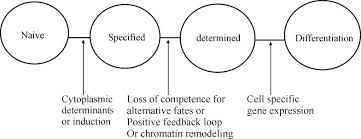 Naive
Specified
determined
Differentiation
Cytoplasmic
determinants
or induction
Loss of competence for
alternative fates or
Positive feedback loop
Or chromatin remodeling
Cell specific
gene expression